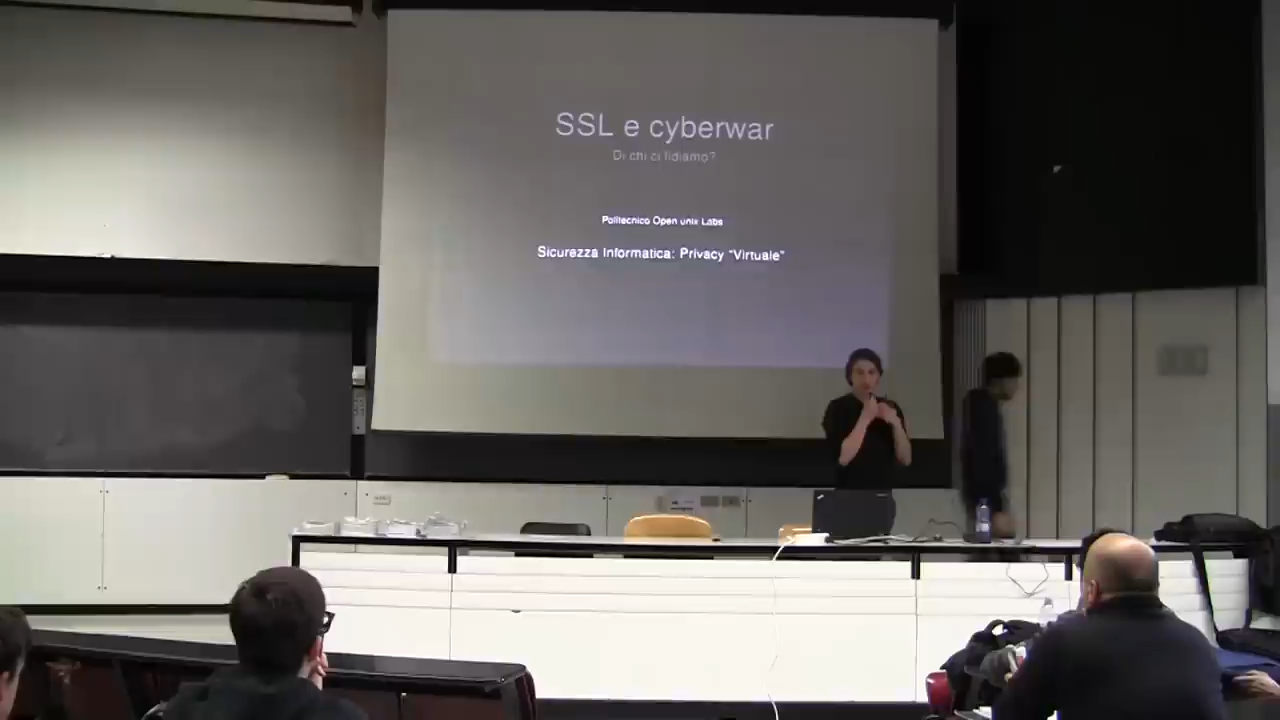 SSL e cyberwar
Di chi ci fidiamo?
Politecnico Open unix Labs
Sicurezza Informatica: Privacy “Virtuale”